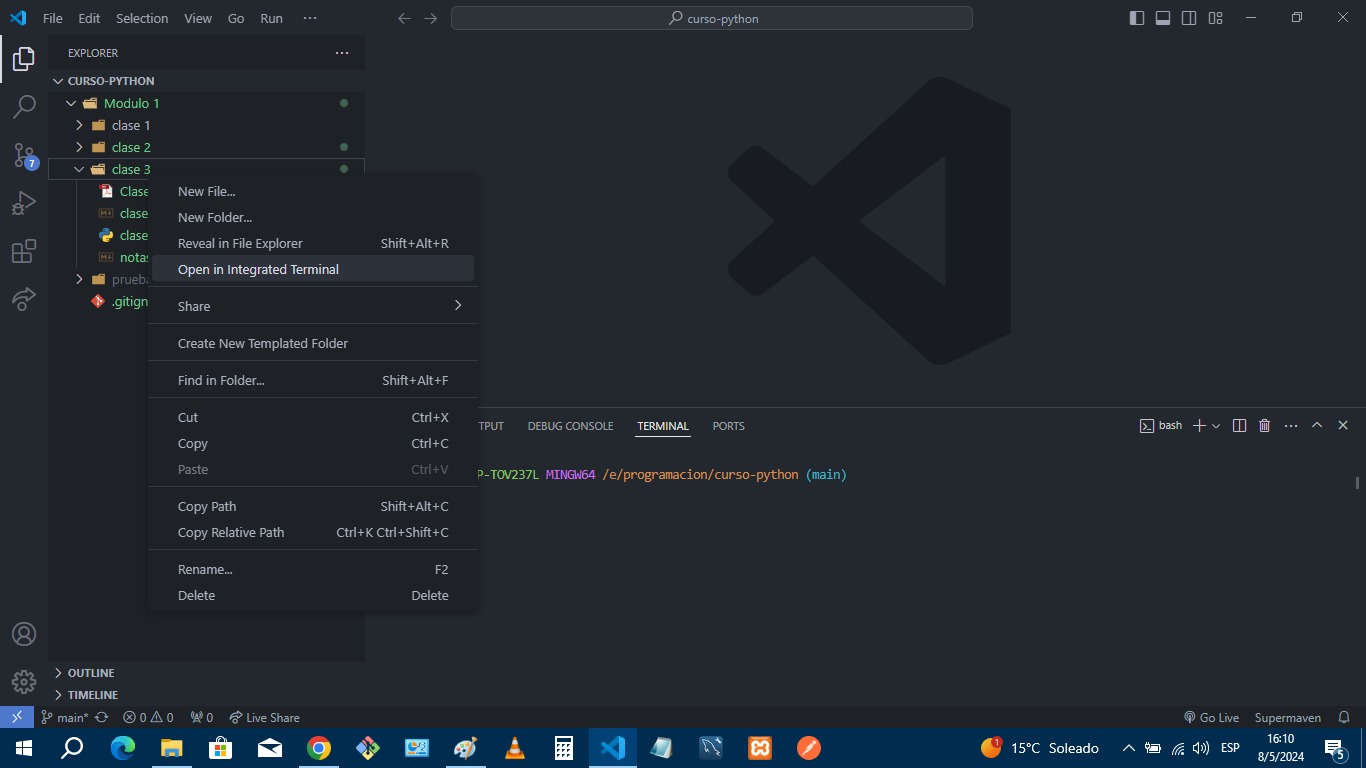 File Edit Selection View Go Run ···
curso-python
EXPLORER
CURSO-PYTHON
Modulo 1
clase 1
clase 2
clase 3
Clase
clase
clase
notas
prueba
.gitign
New File...
New Folder...
Reveal in File Explorer Shift+Alt+R
Open in Integrated Terminal
Share
Create New Templated Folder
Find in Folder... Shift+Alt+F
Cut Ctrl+X
Copy Ctrl+C
Paste Ctrl+V
Copy Path Shift+Alt+C
Copy Relative Path Ctrl+K Ctrl+Shift+C
Rename... F2
Delete Delete
TPUT DEBUG CONSOLE TERMINAL PORTS
bash
P-TOV237L MINGW64 /e/programacion/curso-python (main)
7
OUTLINE
TIMELINE
main* 0 0 0 Live Share
Go Live Supermaven
1 15°C Soleado ESP
16:10
8/5/2024
5